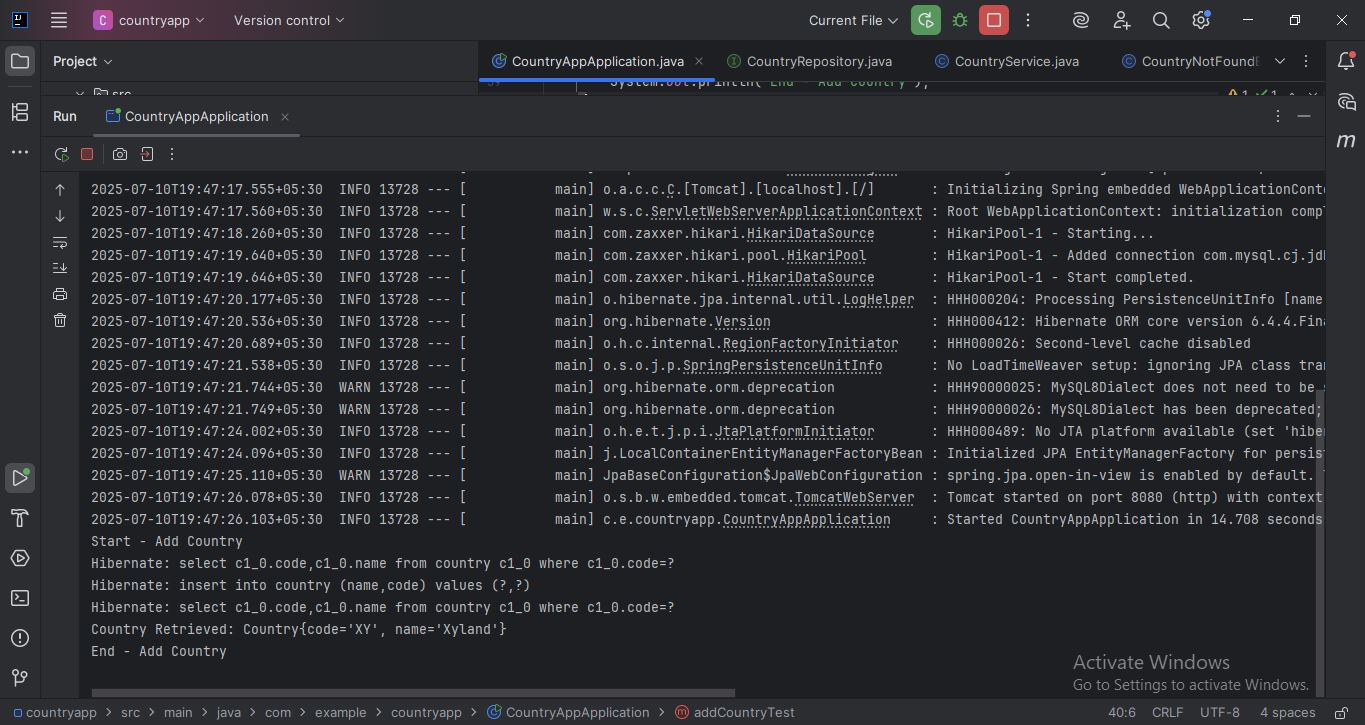 C countryapp Version control Current File
Project CountryAppApplication.java CountryRepository.java CountryService.java CountryNotFound
src
Run CountryAppApplication
2025-07-10T19:47:17.555+05:30  INFO 13728 --- [           main] o.a.c.c.C.[Tomcat].[localhost].[/]       : Initializing Spring embedded WebApplicationConte
2025-07-10T19:47:17.560+05:30  INFO 13728 --- [           main] w.s.c.ServletWebServerApplicationContext : Root WebApplicationContext: initialization compl
2025-07-10T19:47:18.260+05:30  INFO 13728 --- [           main] com.zaxxer.hikari.HikariDataSource       : HikariPool-1 - Starting...
2025-07-10T19:47:19.640+05:30  INFO 13728 --- [           main] com.zaxxer.hikari.pool.HikariPool        : HikariPool-1 - Added connection com.mysql.cj.jdb
2025-07-10T19:47:19.646+05:30  INFO 13728 --- [           main] com.zaxxer.hikari.HikariDataSource       : HikariPool-1 - Start completed.
2025-07-10T19:47:20.177+05:30  INFO 13728 --- [           main] o.hibernate.jpa.internal.util.LogHelper  : HHH000204: Processing PersistenceUnitInfo [name
2025-07-10T19:47:20.536+05:30  INFO 13728 --- [           main] org.hibernate.Version                    : HHH000412: Hibernate ORM core version 6.4.4.Fina
2025-07-10T19:47:20.689+05:30  INFO 13728 --- [           main] o.h.c.internal.RegionFactoryInitiator    : HHH000026: Second-level cache disabled
2025-07-10T19:47:21.538+05:30  INFO 13728 --- [           main] o.s.o.j.p.SpringPersistenceUnitInfo      : No LoadTimeWeaver setup: ignoring JPA class tran
2025-07-10T19:47:21.744+05:30  WARN 13728 --- [           main] org.hibernate.orm.deprecation            : HHH90000025: MySQL8Dialect does not need to be s
2025-07-10T19:47:21.749+05:30  WARN 13728 --- [           main] org.hibernate.orm.deprecation            : HHH90000026: MySQL8Dialect has been deprecated;
2025-07-10T19:47:24.002+05:30  INFO 13728 --- [           main] o.h.e.t.j.p.i.JtaPlatformInitiator       : HHH000489: No JTA platform available (set 'hiber
2025-07-10T19:47:24.096+05:30  INFO 13728 --- [           main] j.LocalContainerEntityManagerFactoryBean : Initialized JPA EntityManagerFactory for persist
2025-07-10T19:47:25.110+05:30  WARN 13728 --- [           main] JpaBaseConfiguration$JpaWebConfiguration : spring.jpa.open-in-view is enabled by default.
2025-07-10T19:47:26.078+05:30  INFO 13728 --- [           main] o.s.b.w.embedded.tomcat.TomcatWebServer  : Tomcat started on port 8080 (http) with context
2025-07-10T19:47:26.103+05:30  INFO 13728 --- [           main] c.e.countryapp.CountryAppApplication     : Started CountryAppApplication in 14.708 seconds
Start - Add Country
Hibernate: select c1_0.code,c1_0.name from country c1_0 where c1_0.code=?
Hibernate: insert into country (name,code) values (?,?)
Hibernate: select c1_0.code,c1_0.name from country c1_0 where c1_0.code=?
Country Retrieved: Country{code='XY', name='Xyland'}
End - Add Country
Activate Windows
Go to Settings to activate Windows.
countryapp > src > main > java > com > example > countryapp > CountryAppApplication > addCountryTest 40:6 CRLF UTF-8 4 spaces